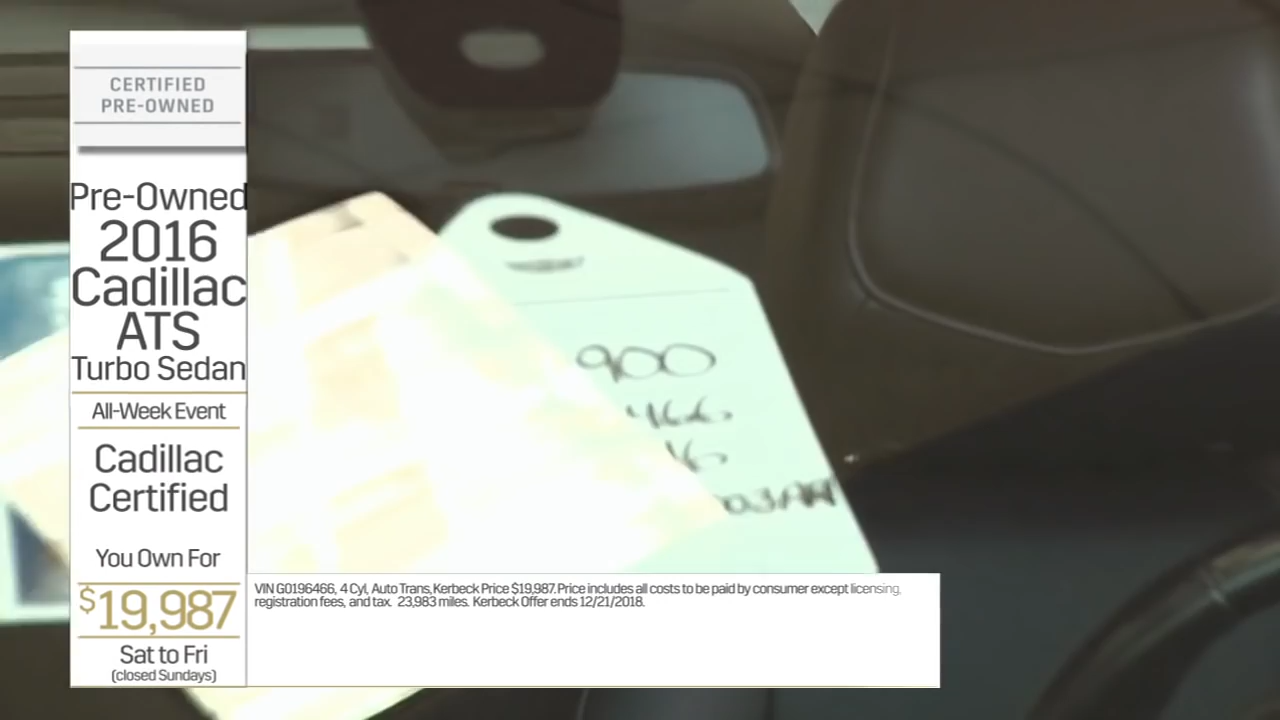 CERTIFIED
PRE-OWNED
Pre-Owned
2016
Cadillac
ATS
Turbo Sedan
All-Week Event
Cadillac
Certified
You Own For
$19,987
Sat to Fri
(closed Sundays)
900
466
16
VIN G0196466, 4 Cyl, Auto Trans, Kerbeck Price $19,987. Price includes all costs to be paid by consumer except licensing,
registration fees, and tax. 23,983 miles. Kerbeck Offer ends 12/21/2018.